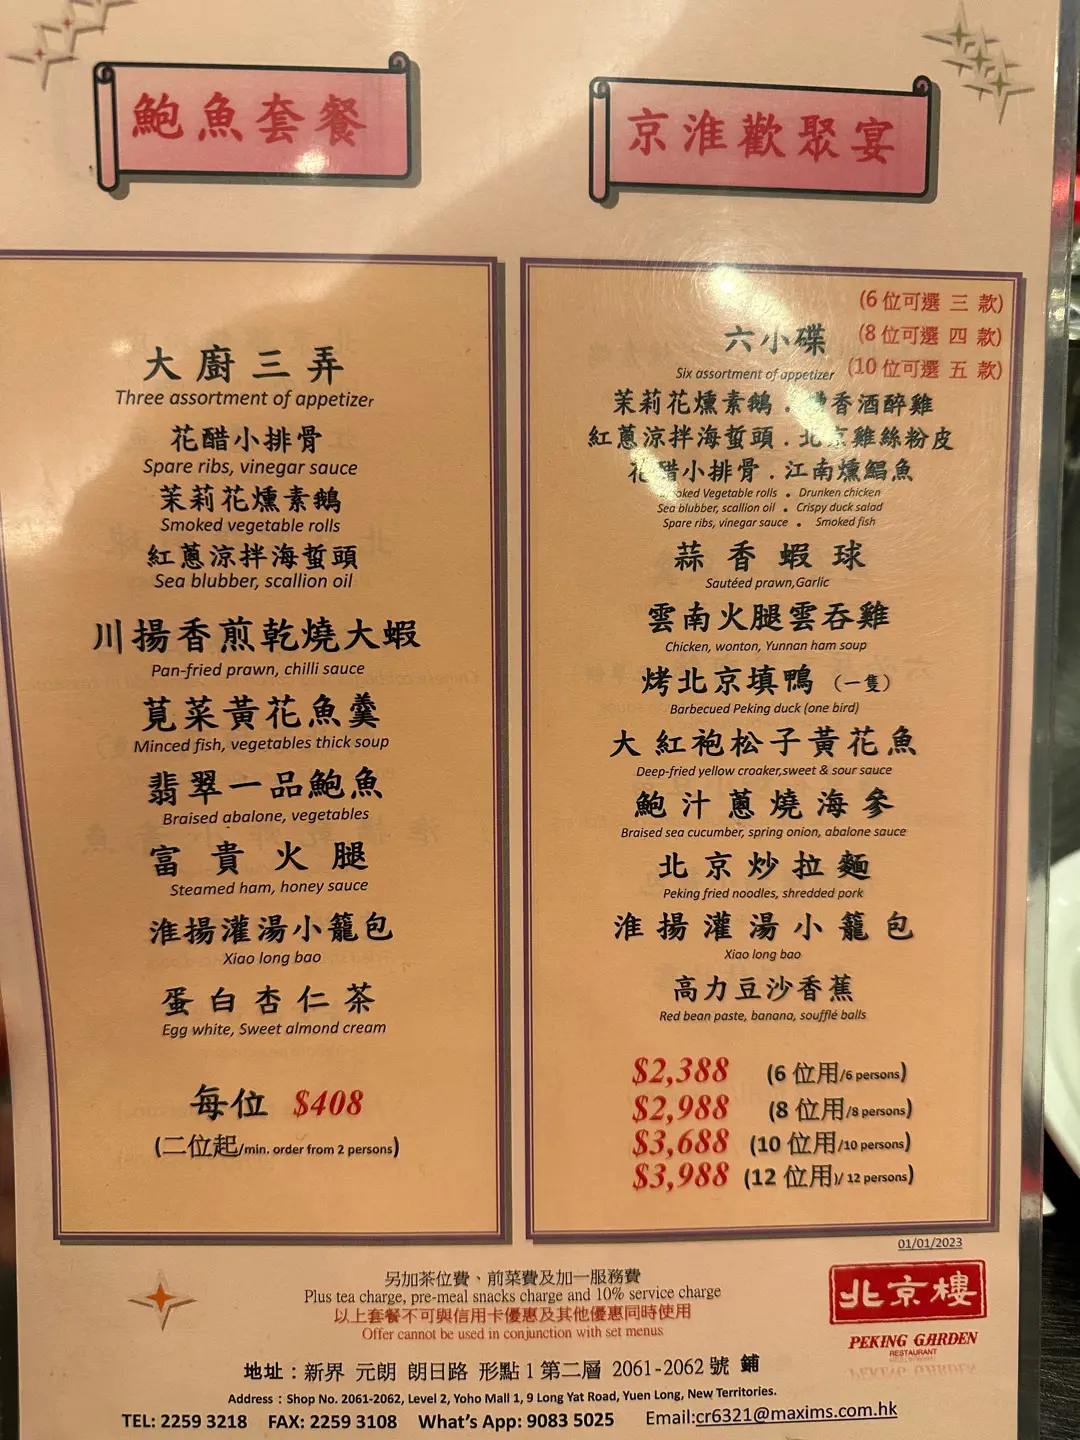 鮑魚套餐
大廚三弄
Three assortment of appetizer
花醋小排骨
Spare ribs, vinegar sauce
茉莉花燻素鵝
Smoked vegetable rolls
紅蔥涼拌海蜇頭
Sea blubber, scallion oil
川揚香煎乾燒大蝦
Pan-fried prawn, chilli sauce
莧菜黃花魚羹
Minced fish, vegetables thick soup
翡翠一品鮑魚
Braised abalone, vegetables
富貴火腿
Steamed ham, honey sauce
淮揚灌湯小籠包
Xiao long bao
蛋白杏仁茶
Egg white, Sweet almond cream
每位 $408
(二位起/min. order from 2 persons)
京淮歡聚宴
(6 位可選 三 款)
六小碟 (8 位可選 四 款)
Six assortment of appetizer (10 位可選 五 款)
茉莉花燻素鵝 . 香酒醉雞
紅蔥涼拌海蜇頭 . 北京雞絲粉皮
花醋小排骨 . 江南燻鯧魚
Smoked Vegetable rolls • Drunken chicken
Sea blubber, scallion oil • Crispy duck salad
Spare ribs, vinegar sauce • Smoked fish
蒜香蝦球
Sautéed prawn,Garlic
雲南火腿雲吞雞
Chicken, wonton, Yunnan ham soup
烤北京填鴨 (一隻)
Barbecued Peking duck (one bird)
大紅袍松子黃花魚
Deep-fried yellow croaker,sweet & sour sauce
鮑汁蔥燒海參
Braised sea cucumber, spring onion, abalone sauce
北京炒拉麵
Peking fried noodles, shredded pork
淮揚灌湯小籠包
Xiao long bao
高力豆沙香蕉
Red bean paste, banana, soufflé balls
$2,388 (6 位用/6 persons)
$2,988 (8 位用/8 persons)
$3,688 (10 位用/10 persons)
$3,988 (12 位用)/ 12 persons)
01/01/2023
另加茶位費、前菜費及加一服務費
Plus tea charge, pre-meal snacks charge and 10% service charge
以上套餐不可與信用卡優惠及其他優惠同時使用
Offer cannot be used in conjunction with set menus
北京樓
PEKING GARDEN
RESTAURANT
地址：新界 元朗 朗日路 形點 1 第二層 2061-2062 號 鋪
Address：Shop No. 2061-2062, Level 2, Yoho Mall 1, 9 Long Yat Road, Yuen Long, New Territories.
TEL: 2259 3218 FAX: 2259 3108 What's App: 9083 5025 Email:cr6321@maxims.com.hk